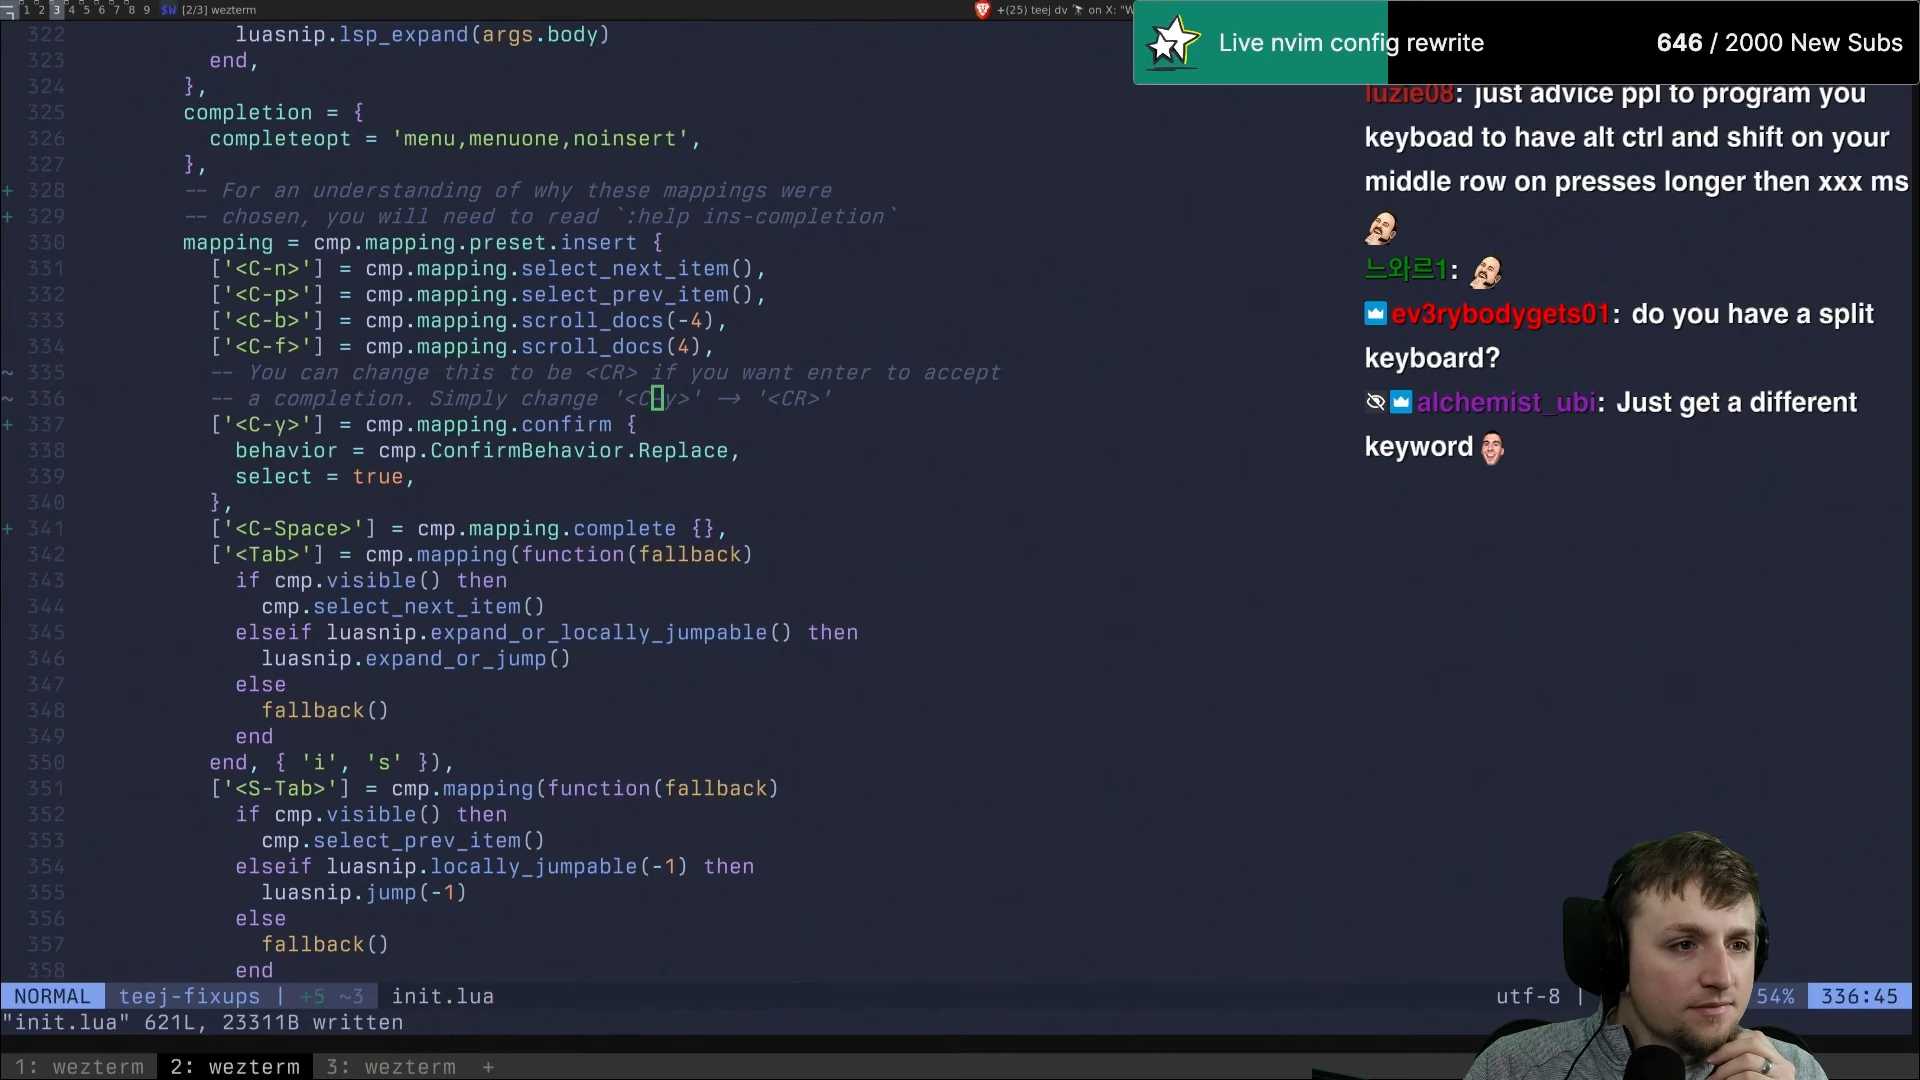 1 2 3 4 5 6 7 8 9 $W [2/3] wezterm
+(25) teej dv 🔭 on X: "W
Live nvim config rewrite
646 / 2000 New Subs
322 luasnip.lsp_expand(args.body)
323 end,
324 },
325 completion = {
326 completeopt = 'menu,menuone,noinsert',
327 },
+ 328 -- For an understanding of why these mappings were
+ 329 -- chosen, you will need to read `:help ins-completion`
330 mapping = cmp.mapping.preset.insert {
331 ['<C-n>'] = cmp.mapping.select_next_item(),
332 ['<C-p>'] = cmp.mapping.select_prev_item(),
333 ['<C-b>'] = cmp.mapping.scroll_docs(-4),
334 ['<C-f>'] = cmp.mapping.scroll_docs(4),
~ 335 -- You can change this to be <CR> if you want enter to accept
~ 336 -- a completion. Simply change '<C-y>' -> '<CR>'
+ 337 ['<C-y>'] = cmp.mapping.confirm {
338 behavior = cmp.ConfirmBehavior.Replace,
339 select = true,
340 },
+ 341 ['<C-Space>'] = cmp.mapping.complete {},
342 ['<Tab>'] = cmp.mapping(function(fallback)
343 if cmp.visible() then
344 cmp.select_next_item()
345 elseif luasnip.expand_or_locally_jumpable() then
346 luasnip.expand_or_jump()
347 else
348 fallback()
349 end
350 end, { 'i', 's' }),
351 ['<S-Tab>'] = cmp.mapping(function(fallback)
352 if cmp.visible() then
353 cmp.select_prev_item()
354 elseif luasnip.locally_jumpable(-1) then
355 luasnip.jump(-1)
356 else
357 fallback()
358 end
NORMAL teej-fixups | +5 ~3 init.lua
utf-8 | 54% 336:45
"init.lua" 621L, 23311B written
1: wezterm 2: wezterm 3: wezterm +
luzie08: just advice ppl to program you
keyboad to have alt ctrl and shift on your
middle row on presses longer then xxx ms
느와르1:
ev3rybodygets01: do you have a split
keyboard?
alchemist_ubi: Just get a different
keyword